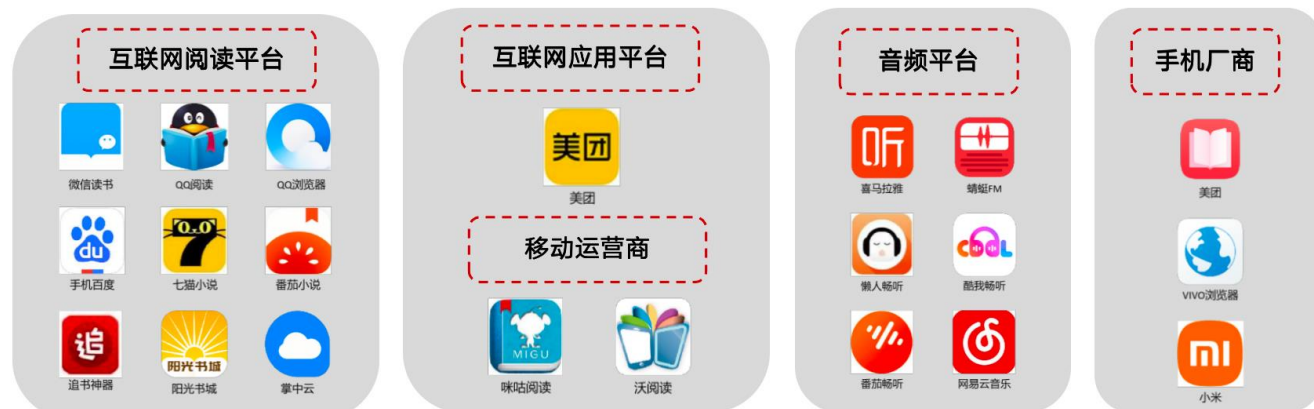 互联网阅读平台
微信读书
QQ阅读
QQ浏览器
du
手机百度
七猫小说
番茄小说
追
追书神器
阳光书城
阳光书城
掌中云
互联网应用平台
美团
美团
移动运营商
MIGU
咪咕阅读
沃阅读
音频平台
听
喜马拉雅
蜻蜓FM
懒人畅听
cool
酷我畅听
番茄畅听
网易云音乐
手机厂商
美团
VIVO浏览器
mi
小米